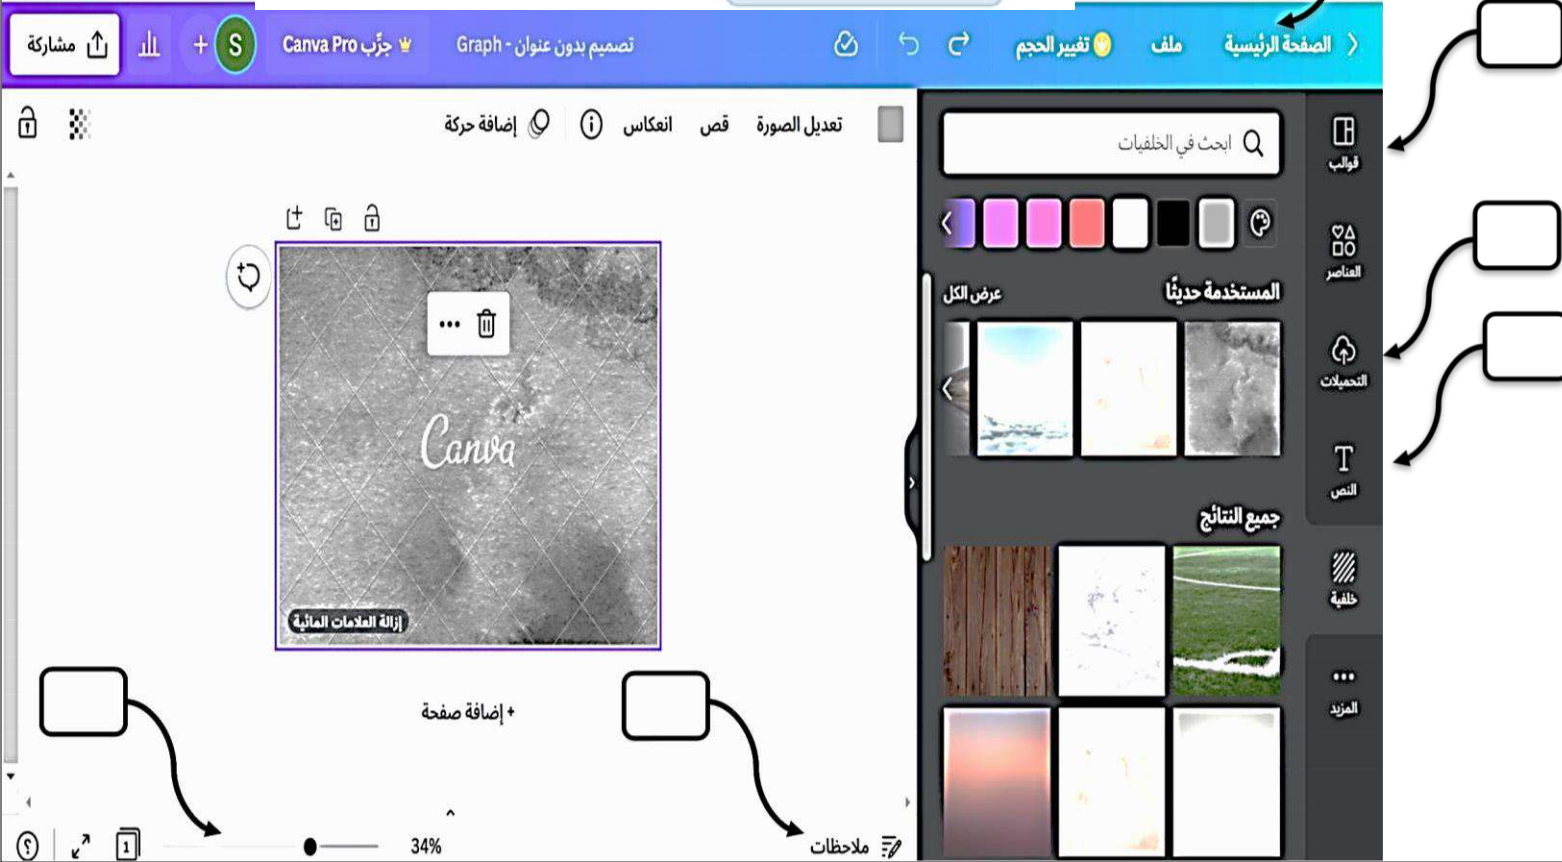 الصفحة الرئيسية
ملف
تغيير الحجم
تصميم بدون عنوان - Graph
جرِّب Canva Pro
S
+
مشاركة
قوالب
العناصر
التحميلات
النص
خلفية
المزيد
ابحث في الخلفيات
المستخدمة حديثًا
عرض الكل
جميع النتائج
تعديل الصورة
قص
انعكاس
إضافة حركة
Canva
إزالة العلامات المائية
+ إضافة صفحة
ملاحظات
34%
1
؟